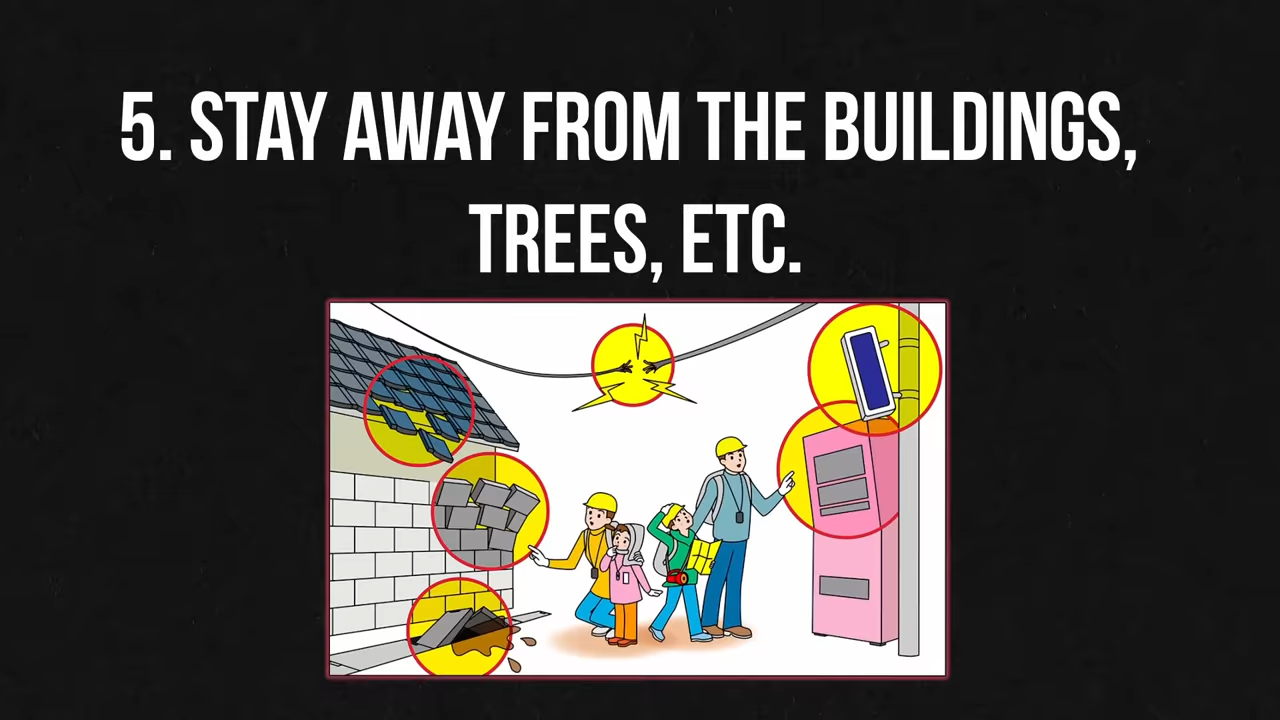 5. STAY AWAY FROM THE BUILDINGS,
TREES, ETC.